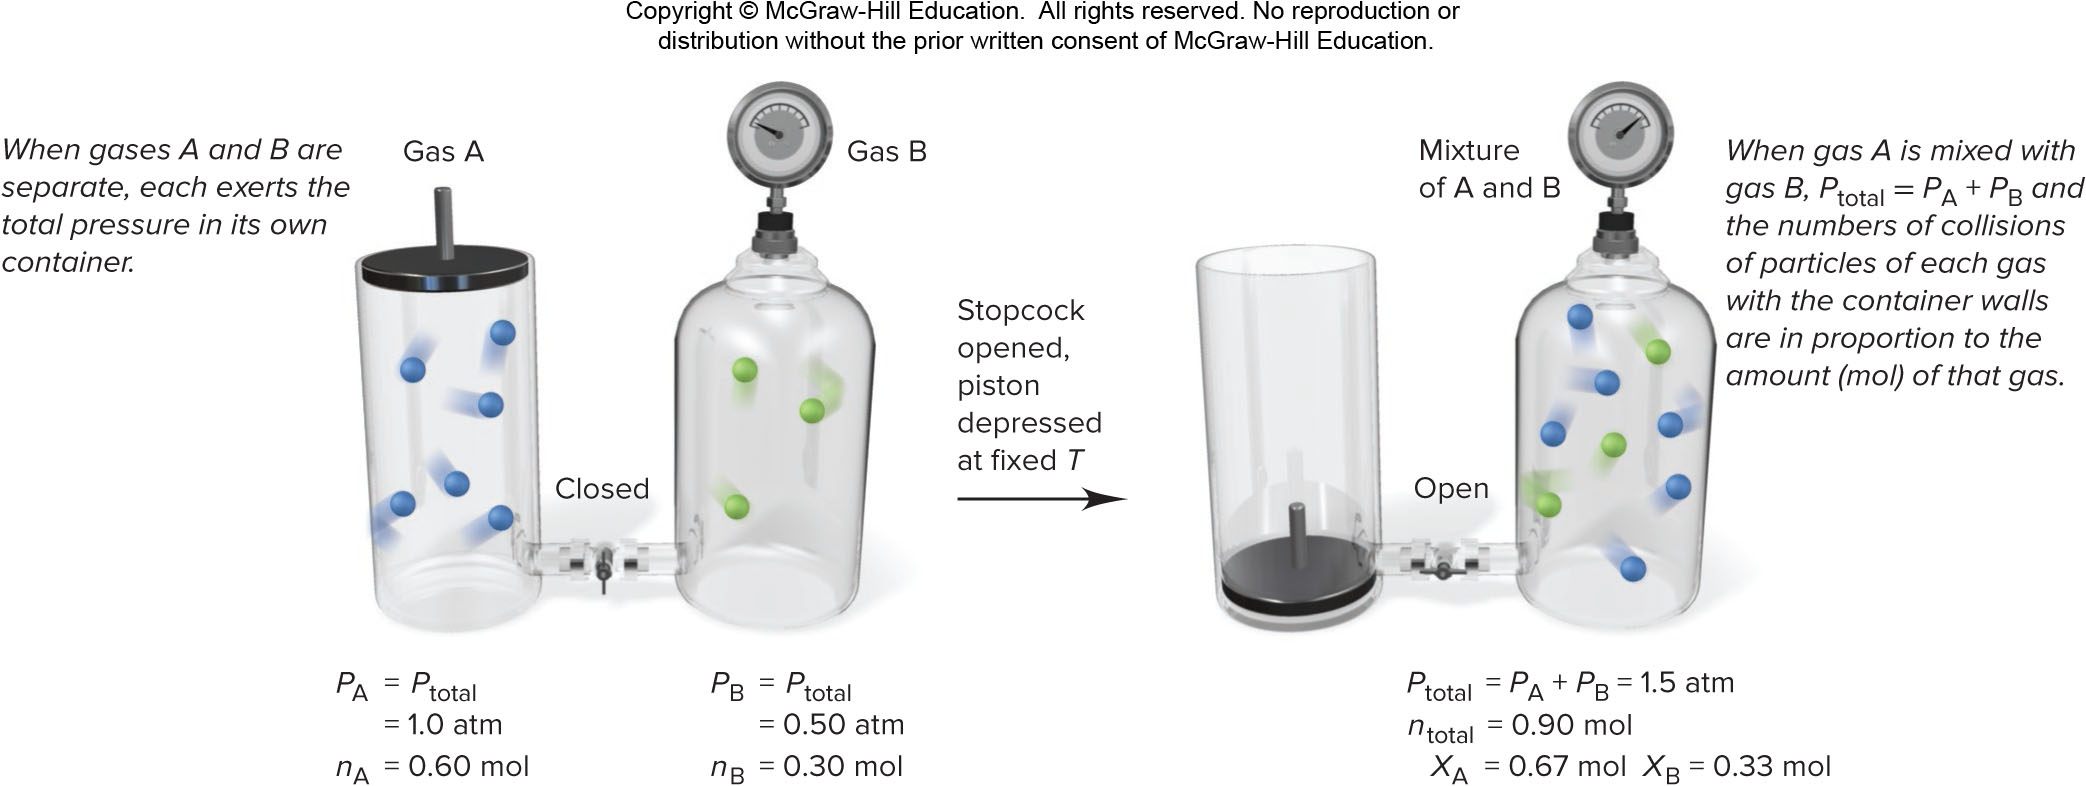 Copyright © McGraw-Hill Education.  All rights reserved. No reproduction or
distribution without the prior written consent of McGraw-Hill Education.
When gases A and B are
separate, each exerts the
total pressure in its own
container.
Gas A
Gas B
Closed
Stopcock
opened,
piston
depressed
at fixed T
Mixture
of A and B
Open
When gas A is mixed with
gas B, Ptotal = PA + PB and
the numbers of collisions
of particles of each gas
with the container walls
are in proportion to the
amount (mol) of that gas.
PA = Ptotal
= 1.0 atm
nA = 0.60 mol
PB = Ptotal
= 0.50 atm
nB = 0.30 mol
Ptotal = PA + PB = 1.5 atm
ntotal = 0.90 mol
XA = 0.67 mol XB = 0.33 mol